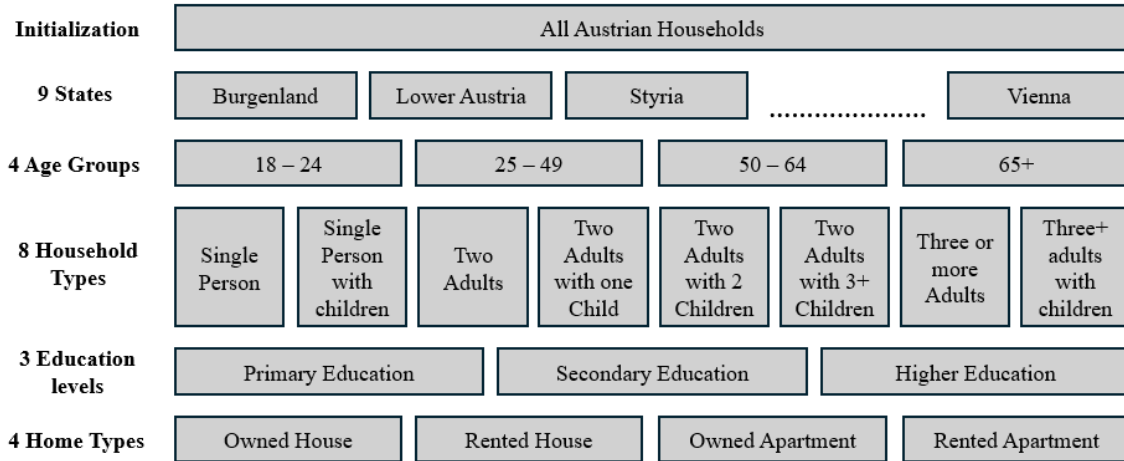 Initialization
All Austrian Households
9 States
Burgenland
Lower Austria
Styria
........................
Vienna
4 Age Groups
18 – 24
25 – 49
50 – 64
65+
8 Household
Types
Single
Person
Single
Person
with
children
Two
Adults
Two
Adults
with one
Child
Two
Adults
with 2
Children
Two
Adults
with 3+
Children
Three or
more
Adults
Three+
adults
with
children
3 Education
levels
Primary Education
Secondary Education
Higher Education
4 Home Types
Owned House
Rented House
Owned Apartment
Rented Apartment